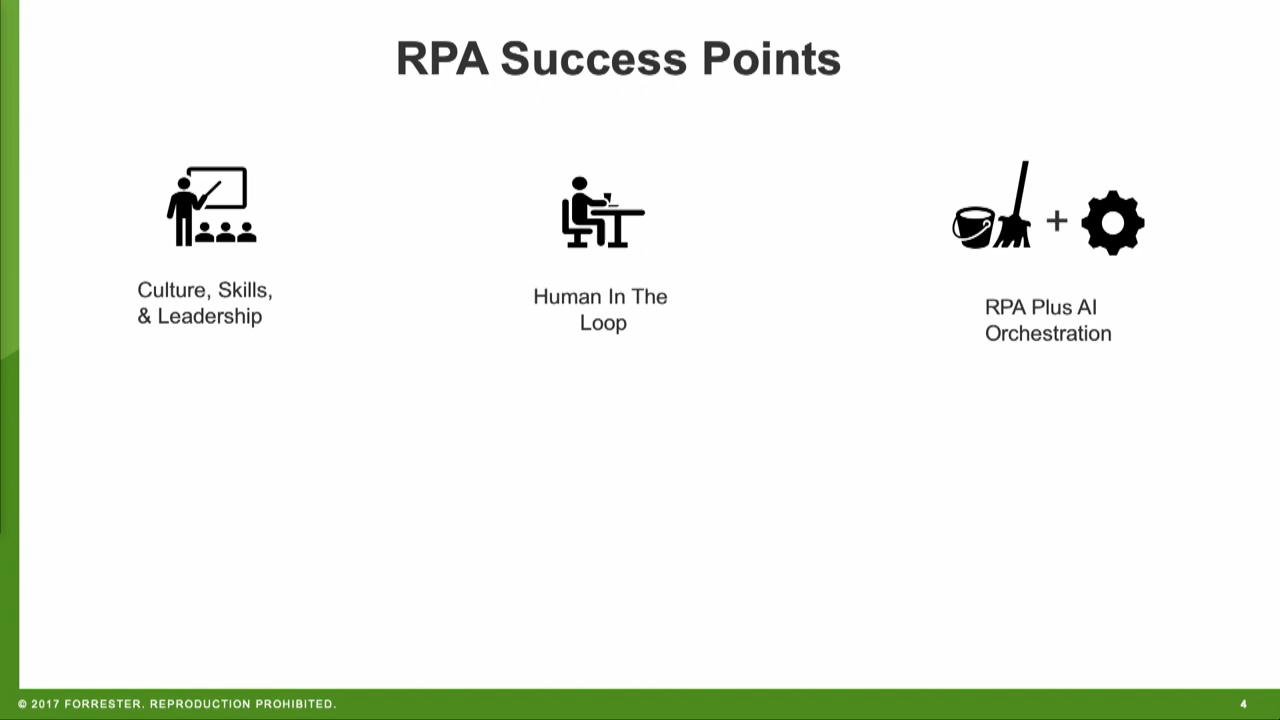 RPA Success Points
Culture, Skills,
& Leadership
Human In The
Loop
+
RPA Plus AI
Orchestration
© 2017 FORRESTER. REPRODUCTION PROHIBITED.
4